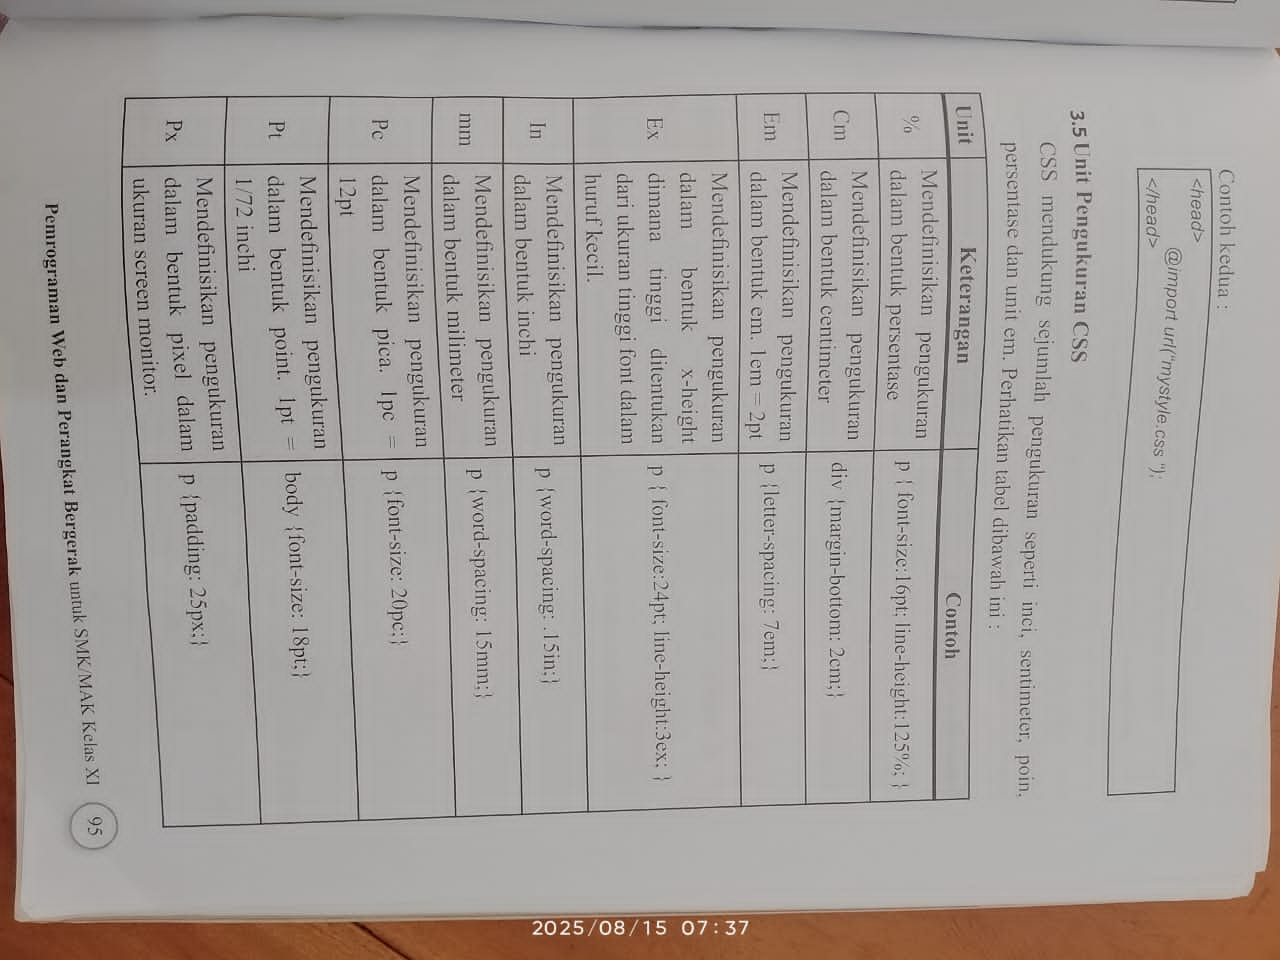 Contoh kedua :
<head>
@import url("mystyle.css ");
</head>
3.5 Unit Pengukuran CSS
CSS mendukung sejumlah pengukuran seperti inci, sentimeter, poin,
persentase dan unit em. Perhatikan tabel dibawah ini :
Unit Keterangan Contoh
% Mendefinisikan pengukuran
dalam bentuk persentase
p { font-size:16pt; line-height:125%; }
Cm Mendefinisikan pengukuran
dalam bentuk centimeter
div {margin-bottom: 2cm;}
Em Mendefinisikan pengukuran
dalam bentuk em. 1em = 2pt
p {letter-spacing: 7em;}
Ex Mendefinisikan pengukuran
dalam bentuk x-height
dimana tinggi ditentukan
dari ukuran tinggi font dalam
huruf kecil.
p { font-size:24pt; line-height:3ex; }
In Mendefinisikan pengukuran
dalam bentuk inchi
p {word-spacing: .15in;}
mm Mendefinisikan pengukuran
dalam bentuk milimeter
p {word-spacing: 15mm;}
Pc Mendefinisikan pengukuran
dalam bentuk pica. 1pc =
12pt
p {font-size: 20pc;}
Pt Mendefinisikan pengukuran
dalam bentuk point. 1pt =
1/72 inchi
body {font-size: 18pt;}
Px Mendefinisikan pengukuran
dalam bentuk pixel dalam
ukuran screen monitor.
p {padding: 25px;}
Pemrograman Web dan Perangkat Bergerak untuk SMK/MAK Kelas XI 95
2025/08/15 07:37